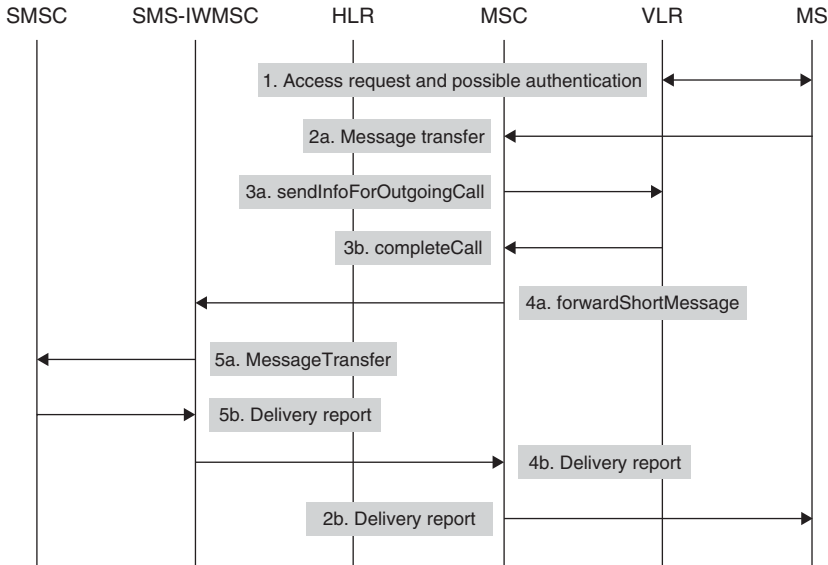 SMSC SMS-IWMSC HLR MSC VLR MS
1. Access request and possible authentication
2a. Message transfer
3a. sendInfoForOutgoingCall
3b. completeCall
4a. forwardShortMessage
5a. MessageTransfer
5b. Delivery report
4b. Delivery report
2b. Delivery report